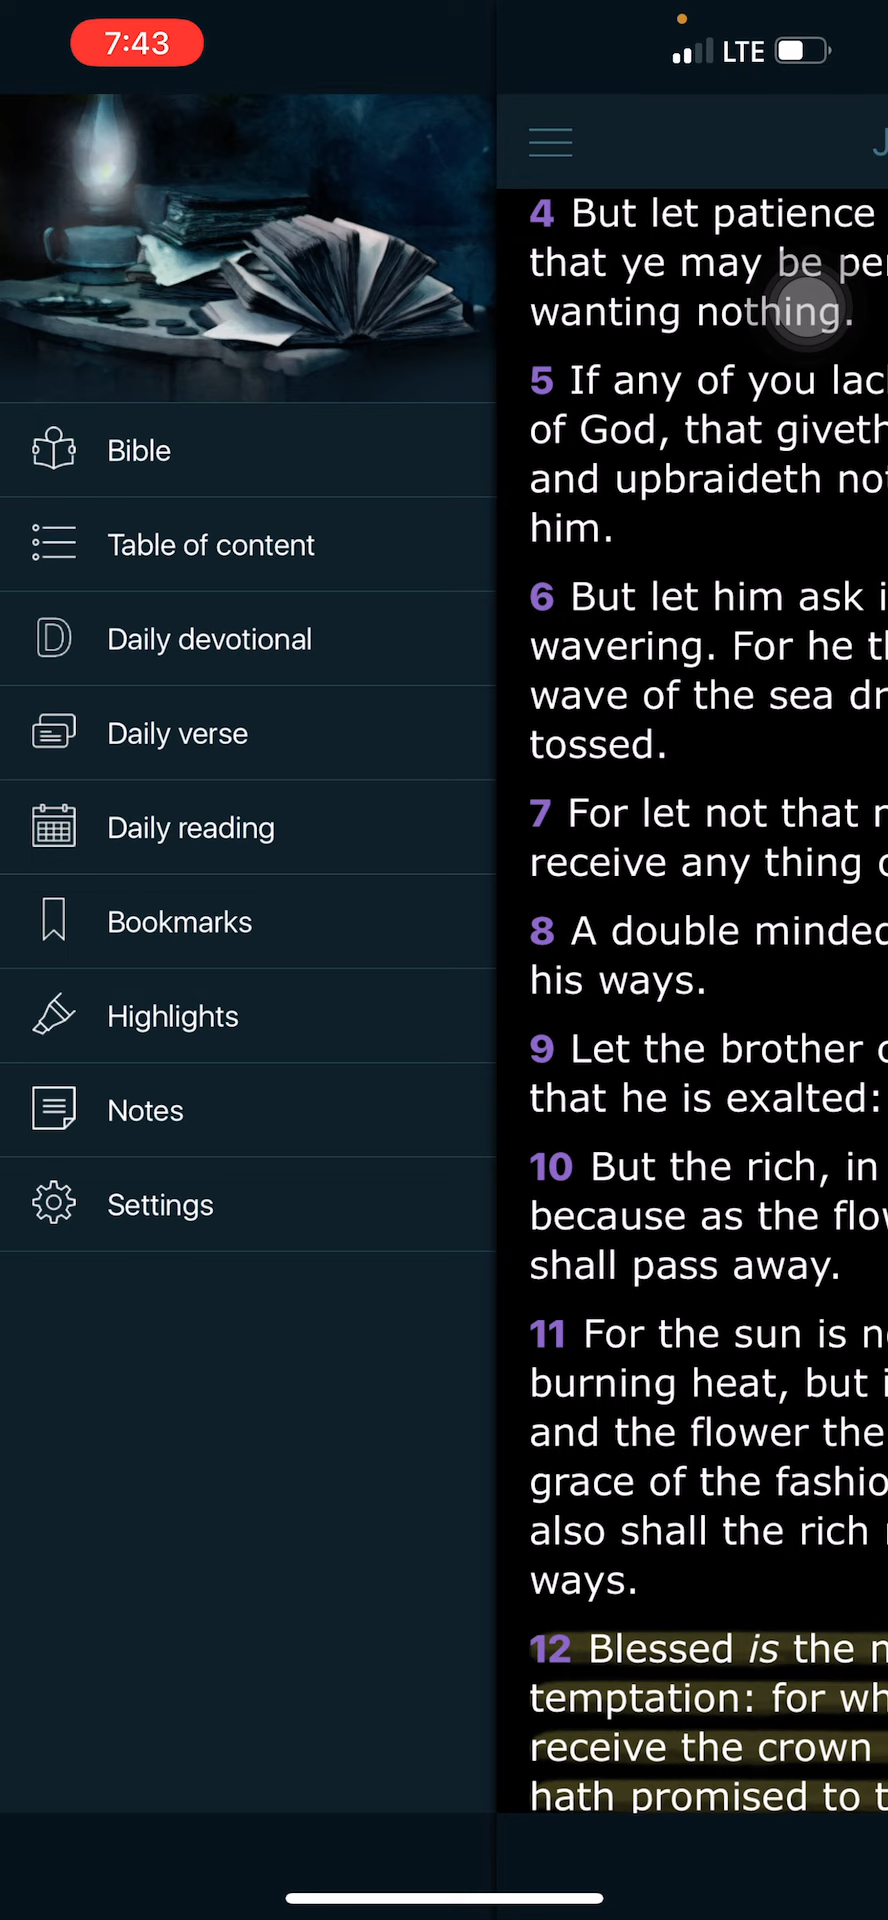 7:43
LTE
J
Bible
Table of content
Daily devotional
Daily verse
Daily reading
Bookmarks
Highlights
Notes
Settings
4 But let patience
that ye may be pe
wanting nothing.
5 If any of you lac
of God, that giveth
and upbraideth no
him.
6 But let him ask i
wavering. For he t
wave of the sea dr
tossed.
7 For let not that
receive any thing
8 A double minded
his ways.
9 Let the brother
that he is exalted:
10 But the rich, in
because as the flo
shall pass away.
11 For the sun is n
burning heat, but i
and the flower the
grace of the fashio
also shall the rich
ways.
12 Blessed is the
temptation: for wh
receive the crown
hath promised to t